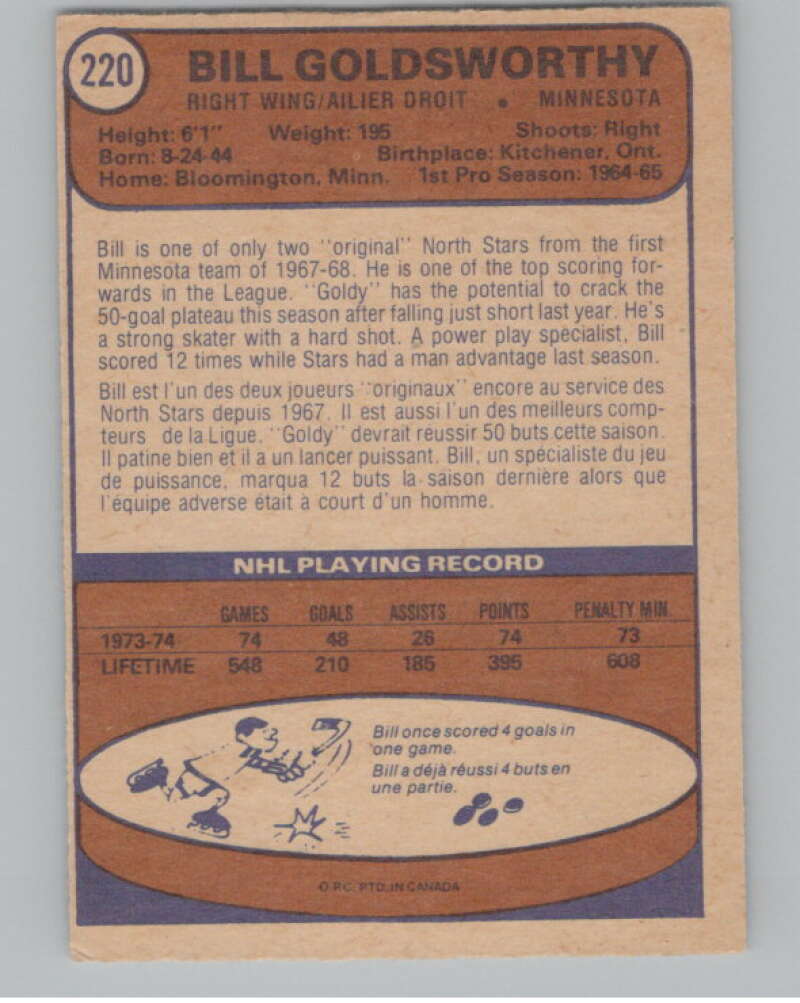 220
BILL GOLDSWORTHY
RIGHT WING/AILIER DROIT • MINNESOTA
Height: 6'1" Weight: 195 Shoots: Right
Born: 8-24-44 Birthplace: Kitchener, Ont.
Home: Bloomington, Minn. 1st Pro Season: 1964-65
Bill is one of only two "original" North Stars from the first
Minnesota team of 1967-68. He is one of the top scoring for-
wards in the League. "Goldy" has the potential to crack the
50-goal plateau this season after falling just short last year. He's
a strong skater with a hard shot. A power play specialist, Bill
scored 12 times while Stars had a man advantage last season.
Bill est l'un des deux joueurs "originaux" encore au service des
North Stars depuis 1967. Il est aussi l'un des meilleurs comp-
teurs de la Ligue. "Goldy" devrait reussir 50 buts cette saison.
Il patine bien et il a un lancer puissant. Bill, un spécialiste du jeu
de puissance, marqua 12 buts la saison dernière alors que
l'équipe adverse était à court d'un homme.
NHL PLAYING RECORD
GAMES GOALS ASSISTS POINTS PENALTY MIN.
1973-74 74 48 26 74 73
LIFETIME 548 210 185 395 608
Bill once scored 4 goals in
one game.
Bill a déjà réussi 4 buts en
une partie.
O.P.C. PTD. IN CANADA